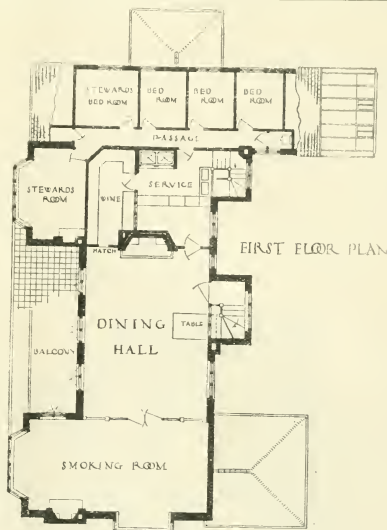 STEWARDS
BED ROOM
BED
ROOM
BED
ROOM
BED
ROOM
PASSAGE
STEWARDS
ROOM
WINE
SERVICE
HATCH
FIRST FLOOR PLAN
DINING
HALL
TABLE
BALCONY
SMOKING ROOM